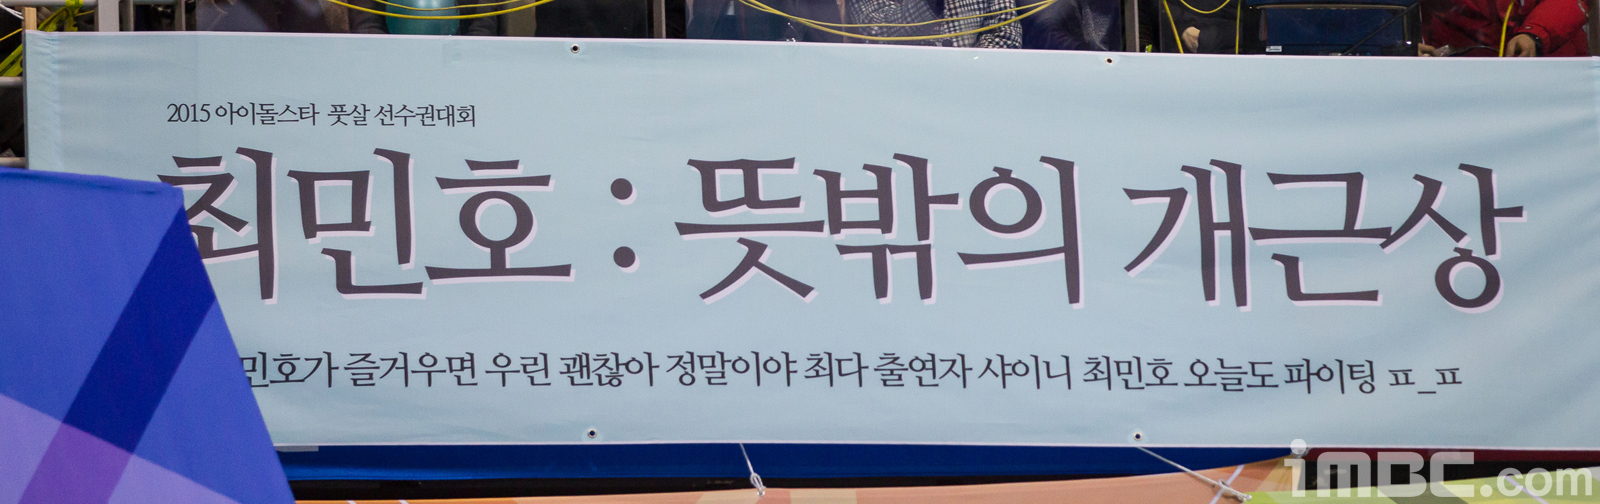 2015 아이돌스타 풋살 선수권대회
최민호 : 뜻밖의 개근상
민호가 즐거우면 우린 괜찮아 정말이야 최다 출연자 샤이니 최민호 오늘도 파이팅 ㅍ_ㅍ
iMBC.com